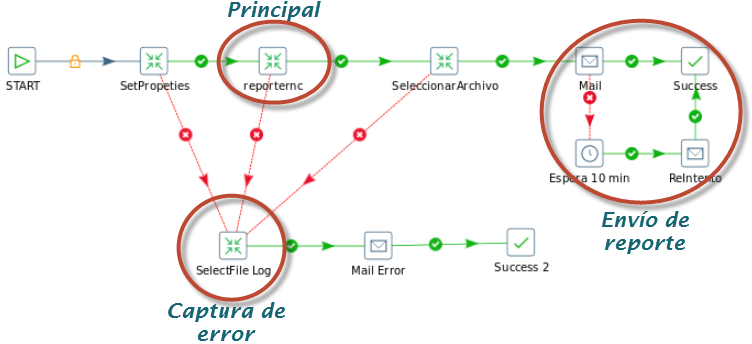 Principal
START
SetPropeties
reporternc
SeleccionarArchivo
Mail
Success
Espera 10 min
ReIntento
Envío de
reporte
SelectFile Log
Mail Error
Success 2
Captura de
error